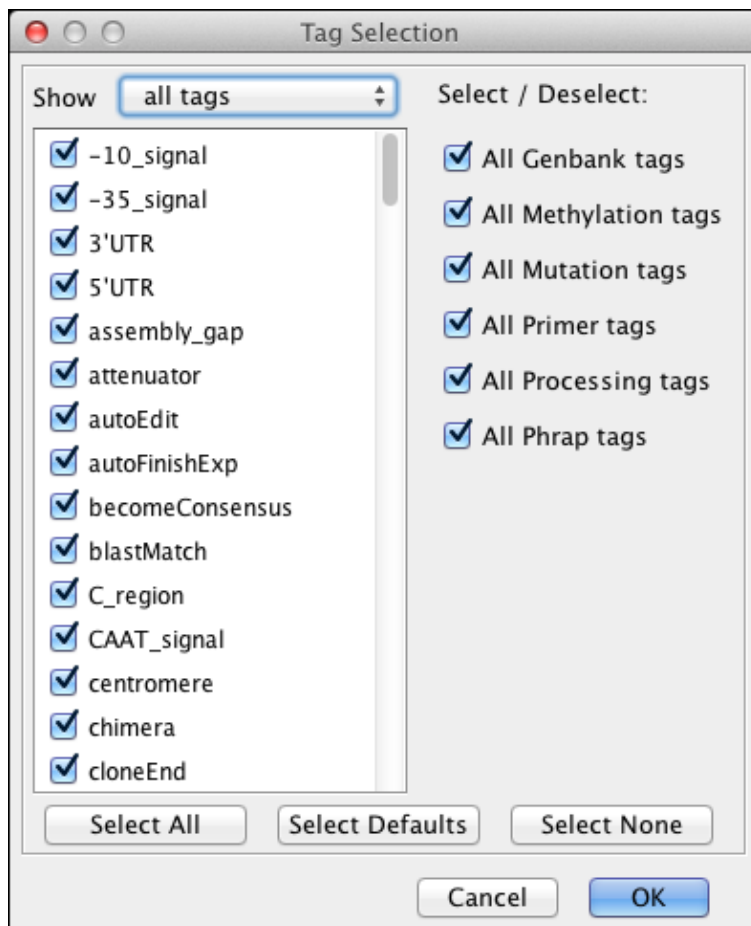 Tag Selection
Show all tags
-10_signal
-35_signal
3'UTR
5'UTR
assembly_gap
attenuator
autoEdit
autoFinishExp
becomeConsensus
blastMatch
C_region
CAAT_signal
centromere
chimera
cloneEnd
Select / Deselect:
All Genbank tags
All Methylation tags
All Mutation tags
All Primer tags
All Processing tags
All Phrap tags
Select All Select Defaults Select None
Cancel OK